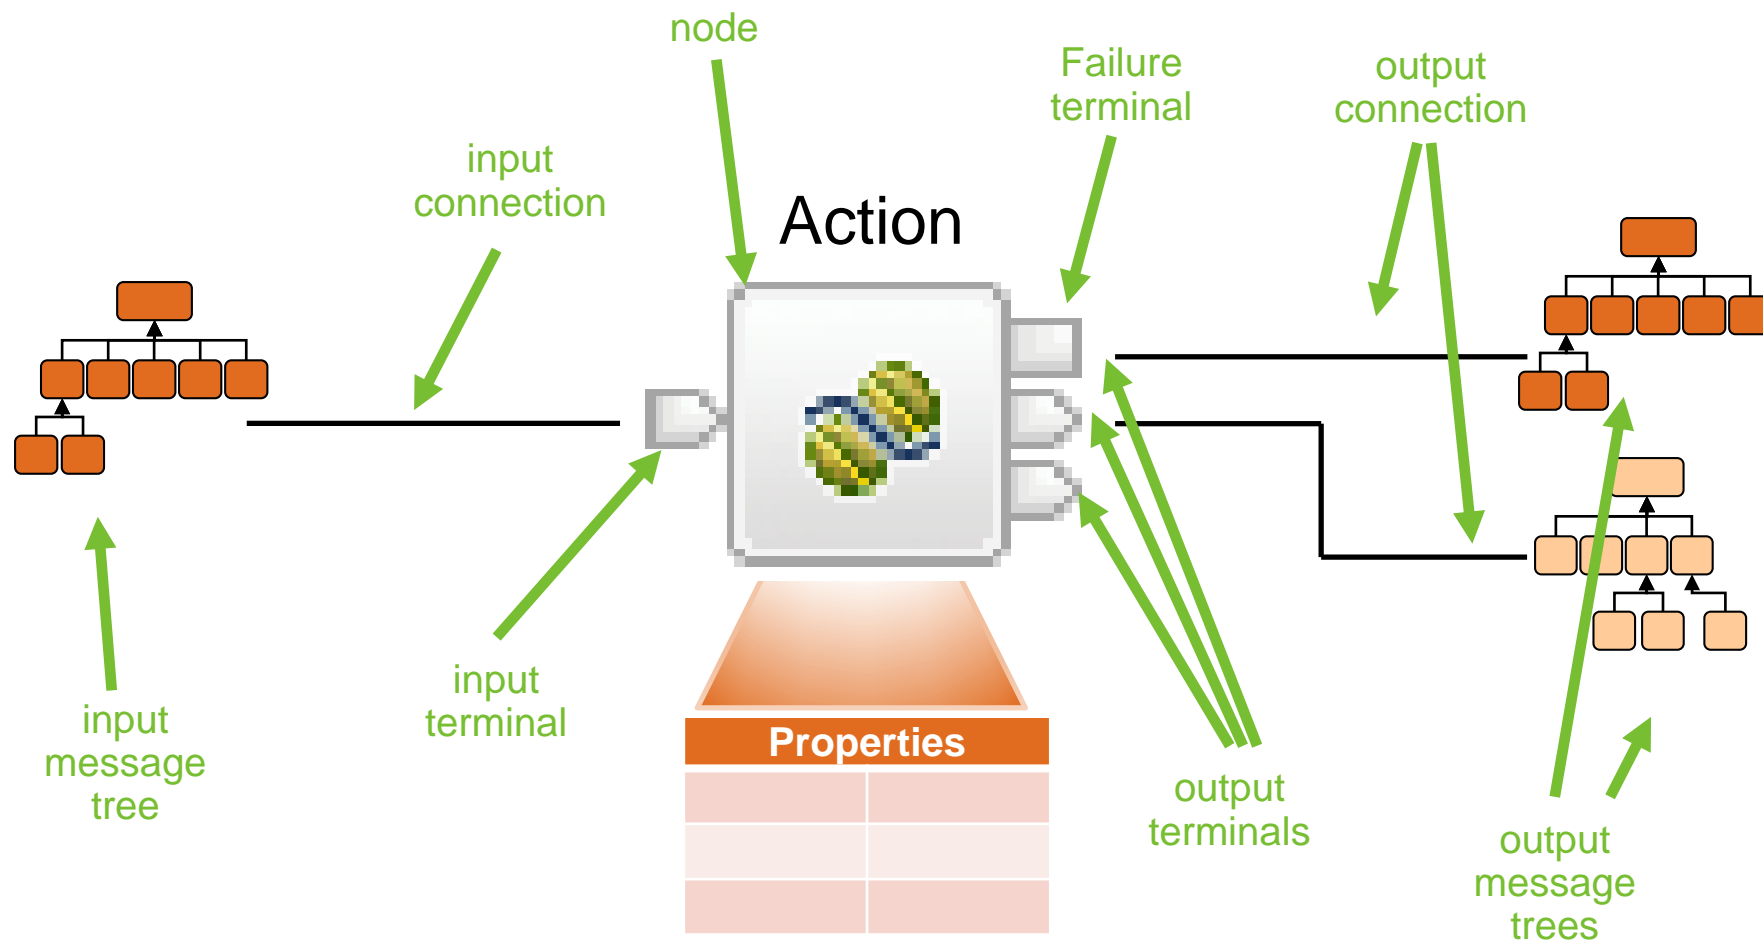 node
Failure
terminal
output
connection
input
connection
Action
input
terminal
input
message
tree
Properties
output
terminals
output
message
trees